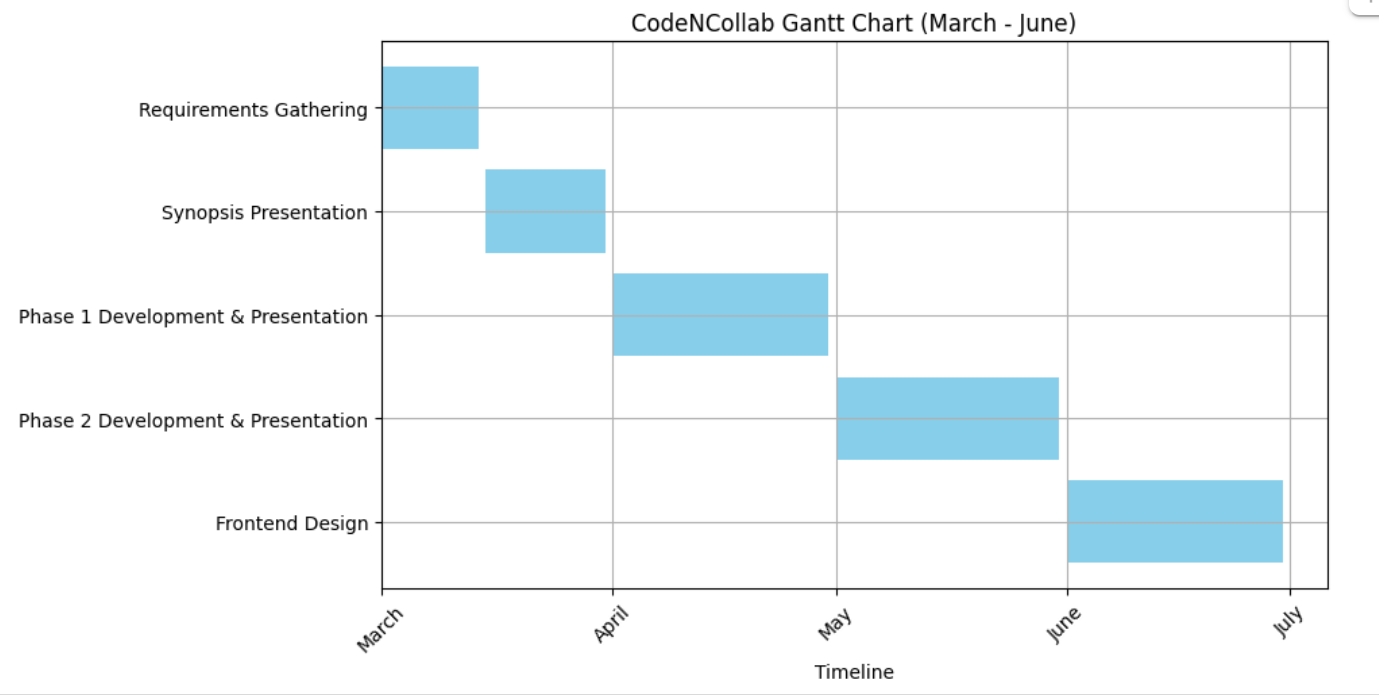 CodeNCollab Gantt Chart (March - June)
Requirements Gathering
Synopsis Presentation
Phase 1 Development & Presentation
Phase 2 Development & Presentation
Frontend Design
March
April
May
June
July
Timeline